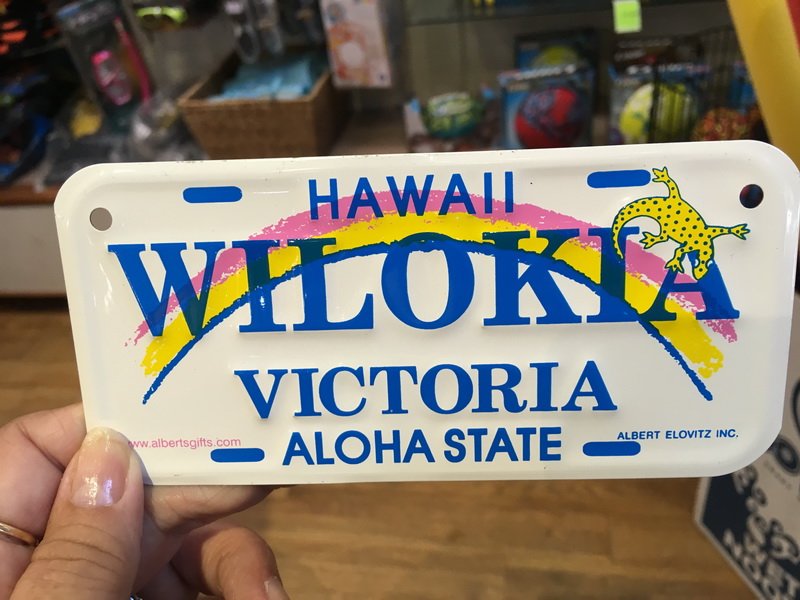 HAWAII
WILOKIA
VICTORIA
ALOHA STATE
www.albertsgifts.com
ALBERT ELOVITZ INC.